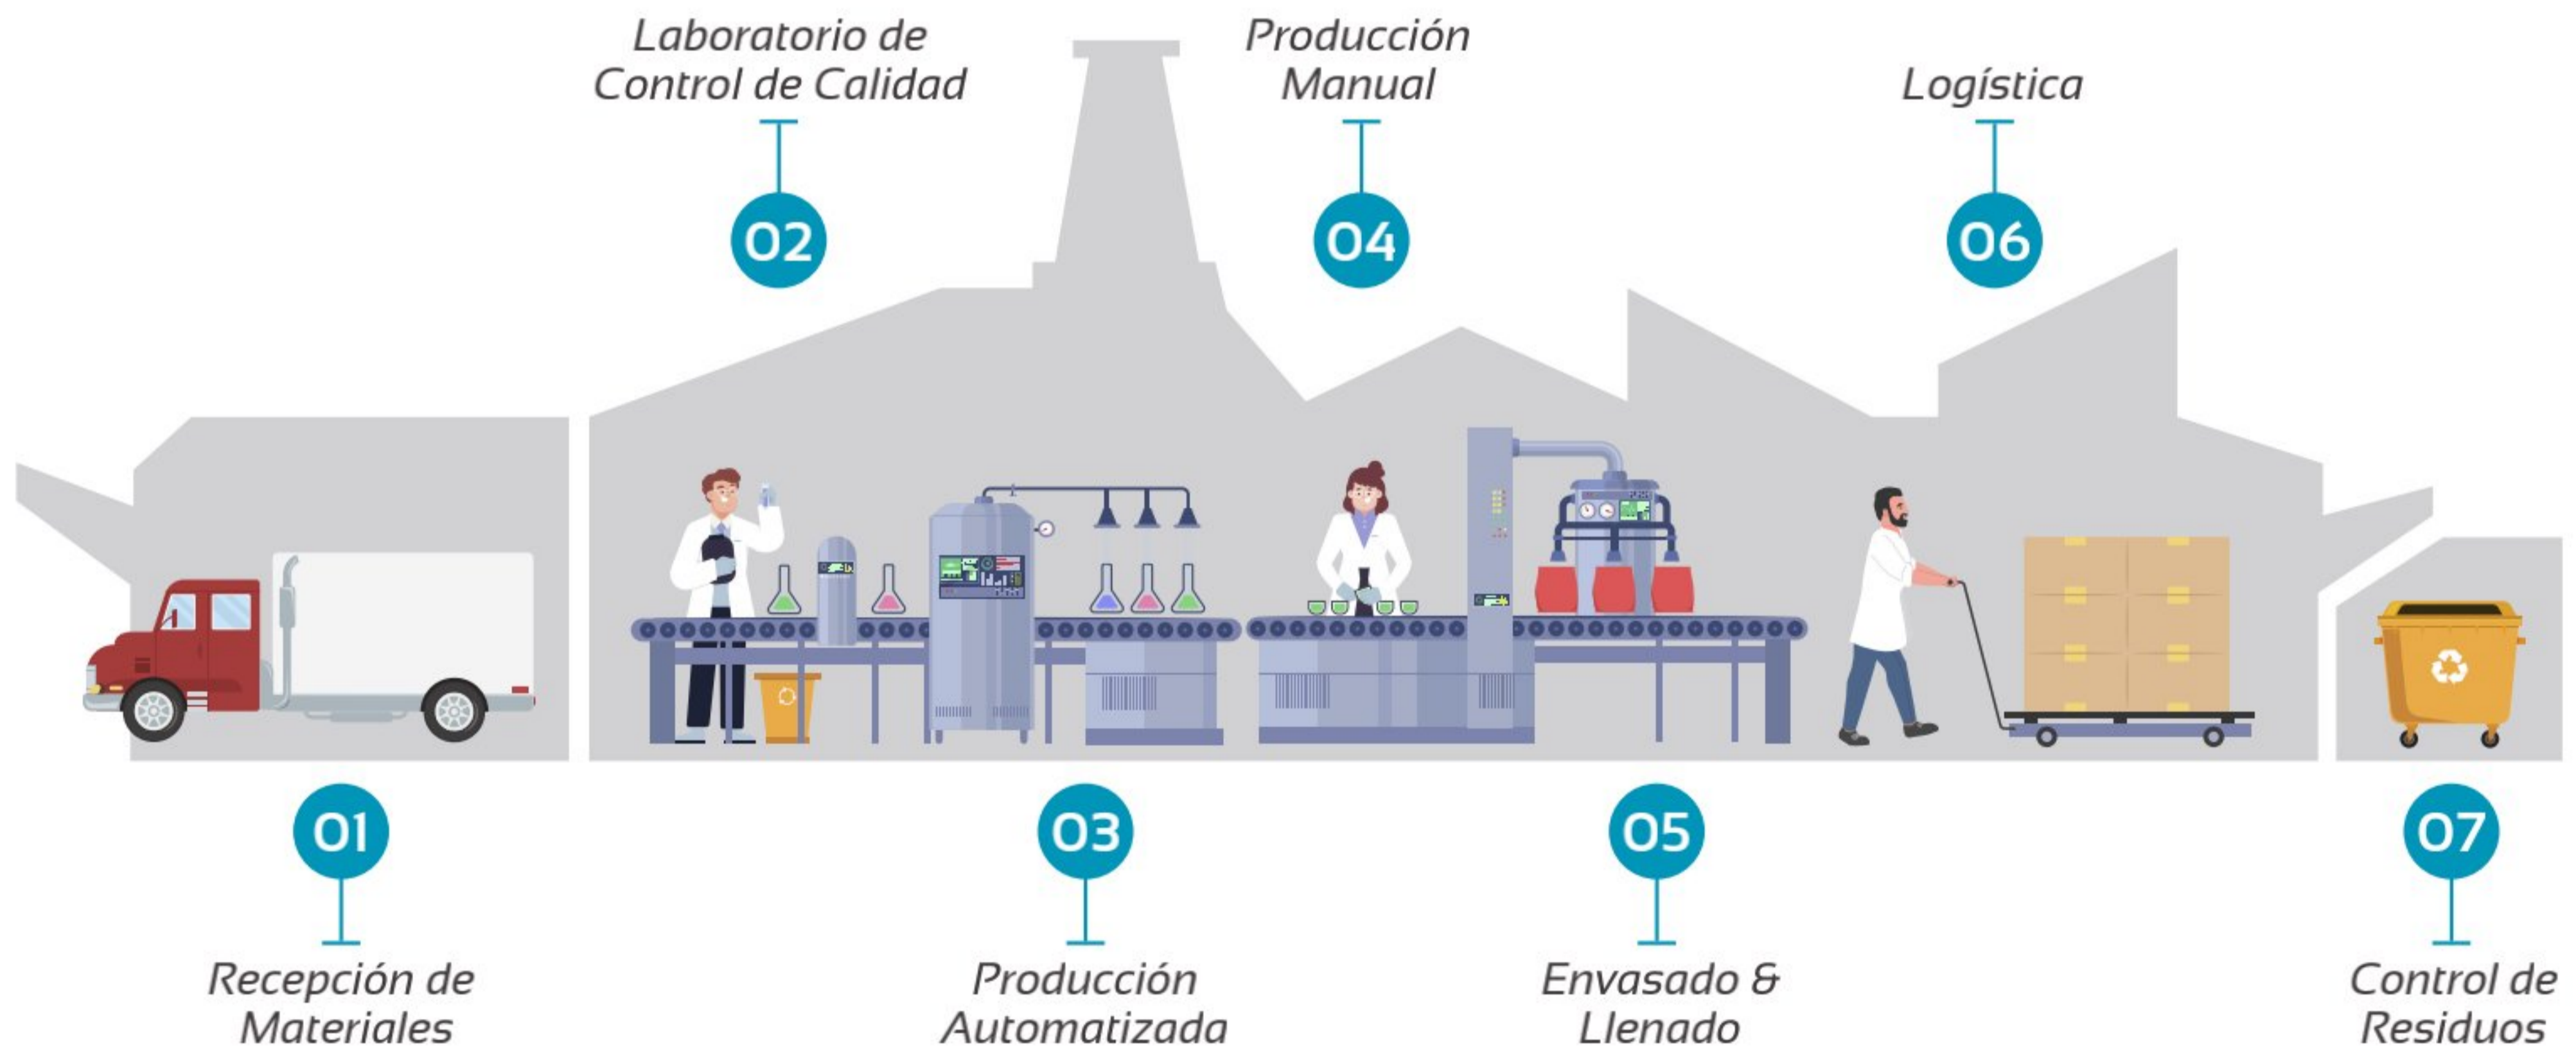 Laboratorio de
Control de Calidad
02
Producción
Manual
04
Logística
06
01
Recepción de
Materiales
03
Producción
Automatizada
05
Envasado &
Llenado
07
Control de
Residuos